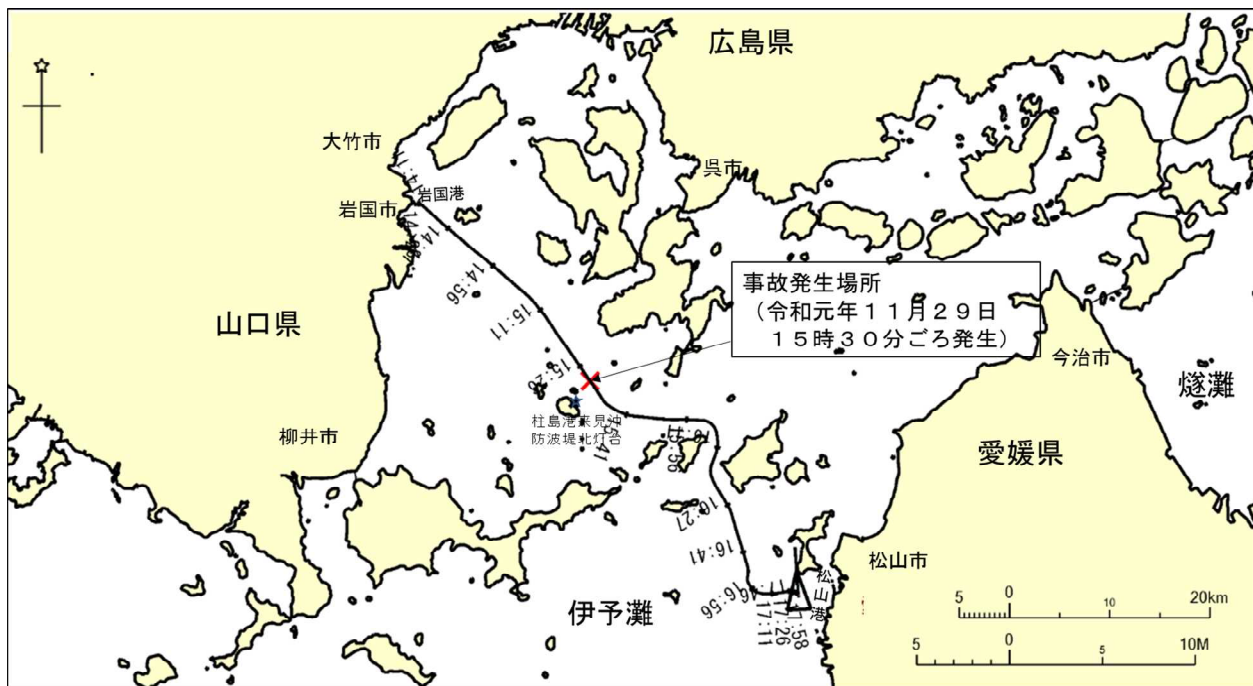 広島県
大竹市
呉市
岩国港
岩国市
14:56
15:11
15:26
事故発生場所
(令和元年11月29日
15時30分ごろ発生)
山口県
今治市
燧灘
柱島港来見沖
防波堤北灯台
柳井市
15:41
15:56
愛媛県
16:27
16:41
16:56
松山市
松山港
伊予灘
17:11
17:26
17:58
5 0 10 20km
5 0 5 10M